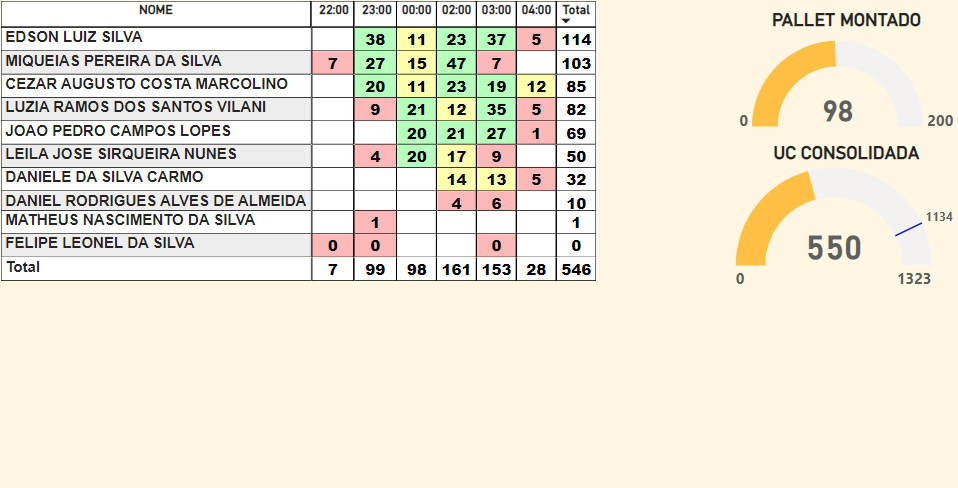 NOME 22:00 23:00 00:00 02:00 03:00 04:00 Total
EDSON LUIZ SILVA 38 11 23 37 5 114
MIQUEIAS PEREIRA DA SILVA 7 27 15 47 7 103
CEZAR AUGUSTO COSTA MARCOLINO 20 11 23 19 12 85
LUZIA RAMOS DOS SANTOS VILANI 9 21 12 35 5 82
JOAO PEDRO CAMPOS LOPES 20 21 27 1 69
LEILA JOSE SIRQUEIRA NUNES 4 20 17 9 50
DANIELE DA SILVA CARMO 14 13 5 32
DANIEL RODRIGUES ALVES DE ALMEIDA 4 6 10
MATHEUS NASCIMENTO DA SILVA 1 1
FELIPE LEONEL DA SILVA 0 0 0 0
Total 7 99 98 161 153 28 546
PALLET MONTADO
98
0 200
UC CONSOLIDADA
1134
550
0 1323